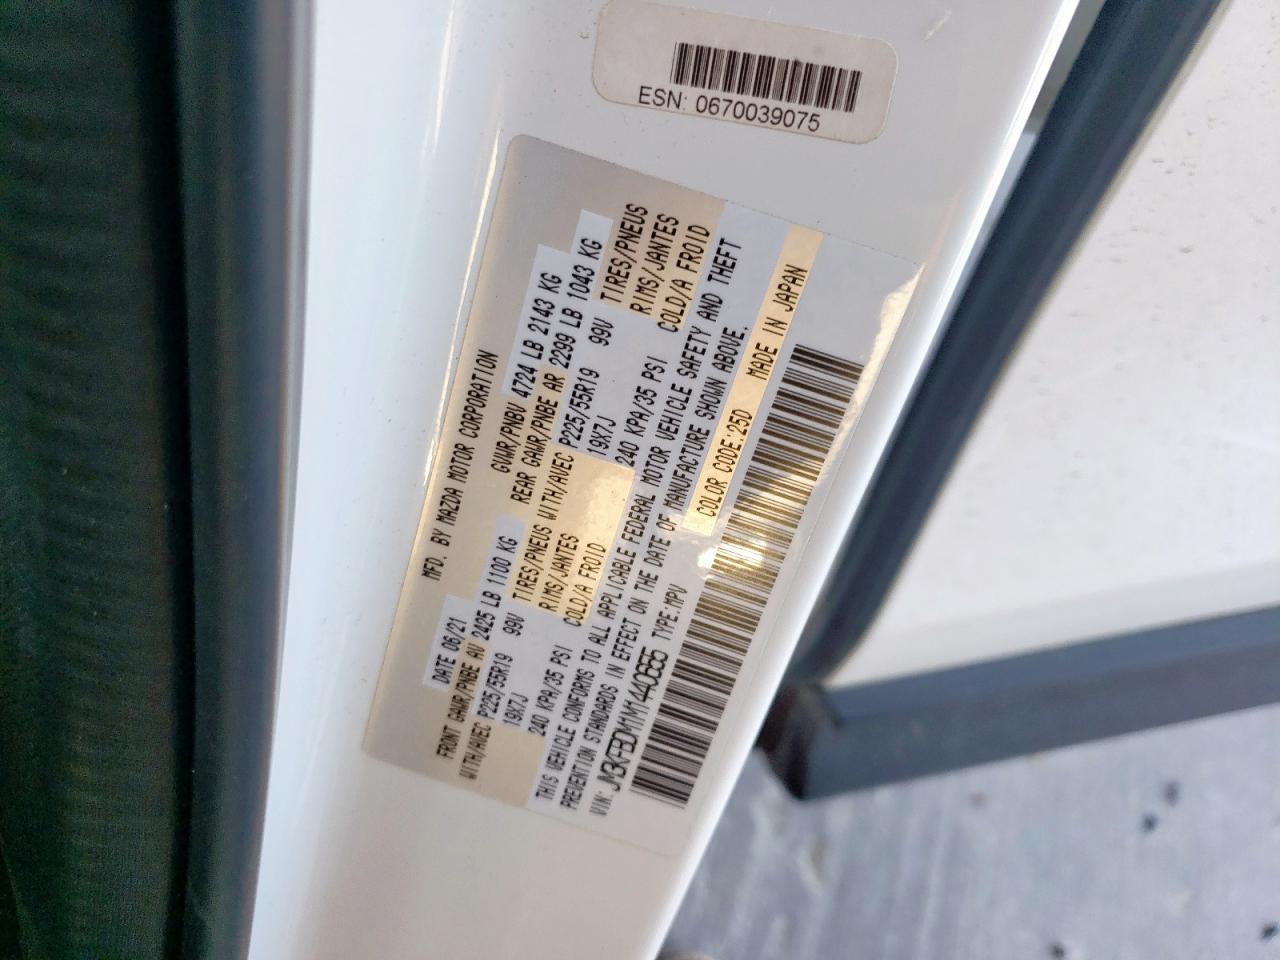 ESN: 0670039075
MFD. BY MAZDA MOTOR CORPORATION
DATE 06/21 GVWR/PNBV 4724 LB 2143 KG
FRONT GAWR/PNBE AV 2425 LB 1100 KG REAR GAWR/PNBE AR 2299 LB 1043 KG
WITH/AVEC P225/55R19 99V TIRES/PNEUS WITH/AVEC P225/55R19 99V TIRES/PNEUS
19X7J RIMS/JANTES 19X7J RIMS/JANTES
240 KPA/35 PSI COLD/A FROID 240 KPA/35 PSI COLD/A FROID
THIS VEHICLE CONFORMS TO ALL APPLICABLE FEDERAL MOTOR VEHICLE SAFETY AND THEFT
PREVENTION STANDARDS IN EFFECT ON THE DATE OF MANUFACTURE SHOWN ABOVE.
VIN: TYPE:MPV COLOR CODE:25D MADE IN JAPAN